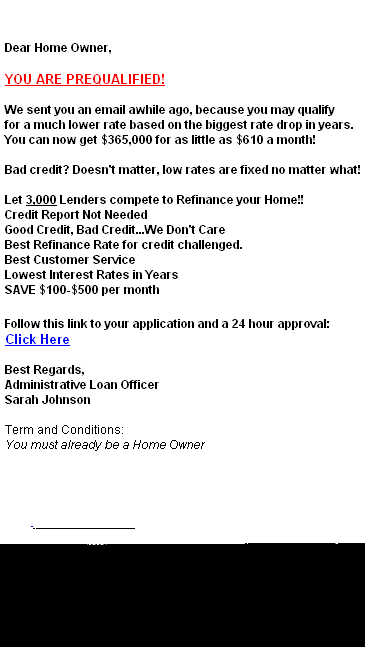 Dear Home Owner,
YOU ARE PREQUALIFIED!
We sent you an email awhile ago, because you may qualify
for a much lower rate based on the biggest rate drop in years.
You can now get $365,000 for as little as $610 a month!
Bad credit? Doesn't matter, low rates are fixed no matter what!
Let 3,000 Lenders compete to Refinance your Home!!
Credit Report Not Needed
Good Credit, Bad Credit...We Don't Care
Best Refinance Rate for credit challenged.
Best Customer Service
Lowest Interest Rates in Years
SAVE $100-$500 per month
Follow this link to your application and a 24 hour approval:
Click Here
Best Regards,
Administrative Loan Officer
Sarah Johnson
Term and Conditions:
You must already be a Home Owner